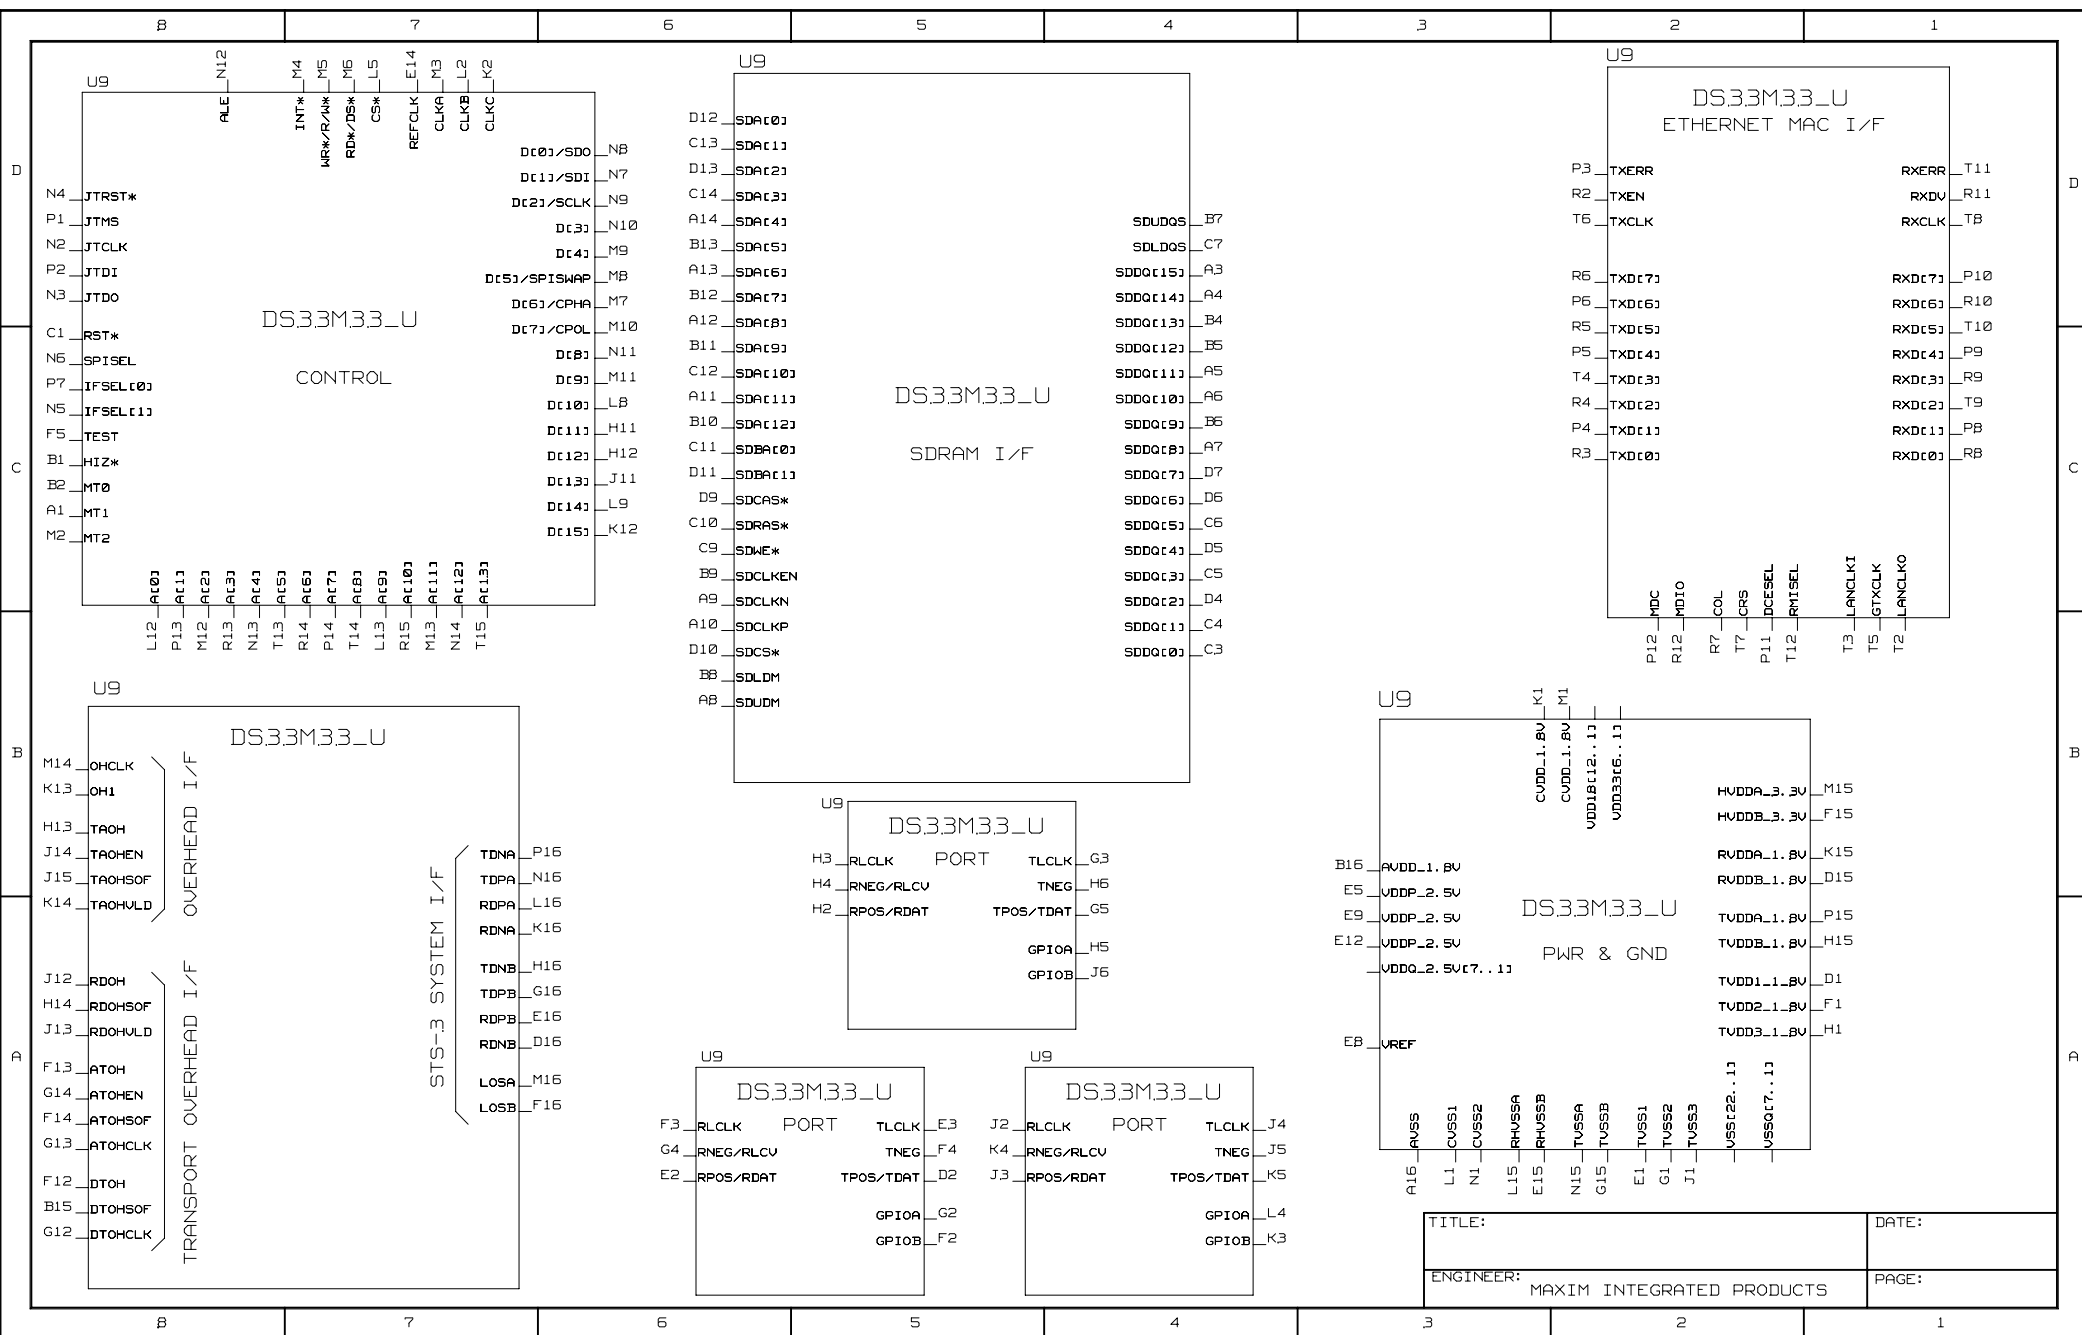 8 7 6 5 4 3 2 1
D
C
B
A
D
C
B
A
U9
DS33M33_U
CONTROL
N12 ALE
M4 INT*
M5 WR*/R/W*
M6 RD*/DS*
L5 CS*
E14 REFCLK
M3 CLKA
L2 CLKB
K2 CLKC
N4 JTRST*
P1 JTMS
N2 JTCLK
P2 JTDI
N3 JTDO
C1 RST*
N6 SPISEL
P7 IFSEL[0]
N5 IFSEL[1]
F5 TEST
B1 HIZ*
B2 MT0
A1 MT1
M2 MT2
D[0]/SDO N8
D[1]/SDI N7
D[2]/SCLK N9
D[3] N10
D[4] M9
D[5]/SPISWAP M8
D[6]/CPHA M7
D[7]/CPOL M10
D[8] N11
D[9] M11
D[10] L8
D[11] H11
D[12] H12
D[13] J11
D[14] L9
D[15] K12
A[0] L12
A[1] P13
A[2] M12
A[3] R13
A[4] N13
A[5] T13
A[6] R14
A[7] P14
A[8] T14
A[9] L13
A[10] R15
A[11] M13
A[12] N14
A[13] T15
U9
DS33M33_U
SDRAM I/F
D12 SDA[0]
C13 SDA[1]
D13 SDA[2]
C14 SDA[3]
A14 SDA[4]
B13 SDA[5]
A13 SDA[6]
B12 SDA[7]
A12 SDA[8]
B11 SDA[9]
C12 SDA[10]
A11 SDA[11]
B10 SDA[12]
C11 SDBA[0]
D11 SDBA[1]
D9 SDCAS*
C10 SDRAS*
C9 SDWE*
B9 SDCLKEN
A9 SDCLKN
A10 SDCLKP
D10 SDCS*
B8 SDLDM
A8 SDUDM
SDUDQS B7
SDLDQS C7
SDDQ[15] A3
SDDQ[14] A4
SDDQ[13] B4
SDDQ[12] B5
SDDQ[11] A5
SDDQ[10] A6
SDDQ[9] B6
SDDQ[8] A7
SDDQ[7] D7
SDDQ[6] D6
SDDQ[5] C6
SDDQ[4] D5
SDDQ[3] C5
SDDQ[2] D4
SDDQ[1] C4
SDDQ[0] C3
U9
DS33M33_U
ETHERNET MAC I/F
P3 TXERR
R2 TXEN
T6 TXCLK
R6 TXD[7]
P6 TXD[6]
R5 TXD[5]
P5 TXD[4]
T4 TXD[3]
R4 TXD[2]
P4 TXD[1]
R3 TXD[0]
RXERR T11
RXDV R11
RXCLK T8
RXD[7] P10
RXD[6] R10
RXD[5] T10
RXD[4] P9
RXD[3] R9
RXD[2] T9
RXD[1] P8
RXD[0] R8
MDC P12
MDIO R12
COL R7
CRS T7
DCESEL P11
RMISEL T12
LANCLKI T3
GTXCLK T5
LANCLKO T2
U9
DS33M33_U
M14 OHCLK
K13 OH1
H13 TAOH
J14 TAOHEN
J15 TAOHSOF
K14 TAOHVLD
OVERHEAD I/F
J12 RDOH
H14 RDOHSOF
J13 RDOHVLD
F13 ATOH
G14 ATOHEN
F14 ATOHSOF
G13 ATOHCLK
F12 DTOH
B15 DTOHSOF
G12 DTOHCLK
TRANSPORT OVERHEAD I/F
STS-3 SYSTEM I/F
TDNA P16
TDPA N16
RDPA L16
RDNA K16
TDNB H16
TDPB G16
RDPB E16
RDNB D16
LOSA M16
LOSB F16
U9
DS33M33_U
PORT
H3 RLCLK
H4 RNEG/RLCV
H2 RPOS/RDAT
TLCLK G3
TNEG H6
TPOS/TDAT G5
GPIOA H5
GPIOB J6
U9
DS33M33_U
PORT
F3 RLCLK
G4 RNEG/RLCV
E2 RPOS/RDAT
TLCLK E3
TNEG F4
TPOS/TDAT D2
GPIOA G2
GPIOB F2
U9
DS33M33_U
PORT
J2 RLCLK
K4 RNEG/RLCV
J3 RPOS/RDAT
TLCLK J4
TNEG J5
TPOS/TDAT K5
GPIOA L4
GPIOB K3
U9
DS33M33_U
PWR & GND
K1 CVDD_1.8V
M1 CVDD_1.8V
VDD18[12..1]
VDD33[6..1]
B16 AVDD_1.8V
E5 VDDP_2.5V
E9 VDDP_2.5V
E12 VDDP_2.5V
VDDQ_2.5V[7..1]
E8 VREF
HVDDA_3.3V M15
HVDDB_3.3V F15
RVDDA_1.8V K15
RVDDB_1.8V D15
TVDDA_1.8V P15
TVDDB_1.8V H15
TVDD1_1_8V D1
TVDD2_1_8V F1
TVDD3_1_8V H1
AVSS A16
CVSS1 L1
CVSS2 N1
RHVSSA L15
RHVSSB E15
TVSSA N15
TVSSB G15
TVSS1 E1
TVSS2 G1
TVSS3 J1
VSS[22..1]
VSSQ[7..1]
TITLE:
DATE:
ENGINEER:
MAXIM INTEGRATED PRODUCTS
PAGE:
8 7 6 5 4 3 2 1